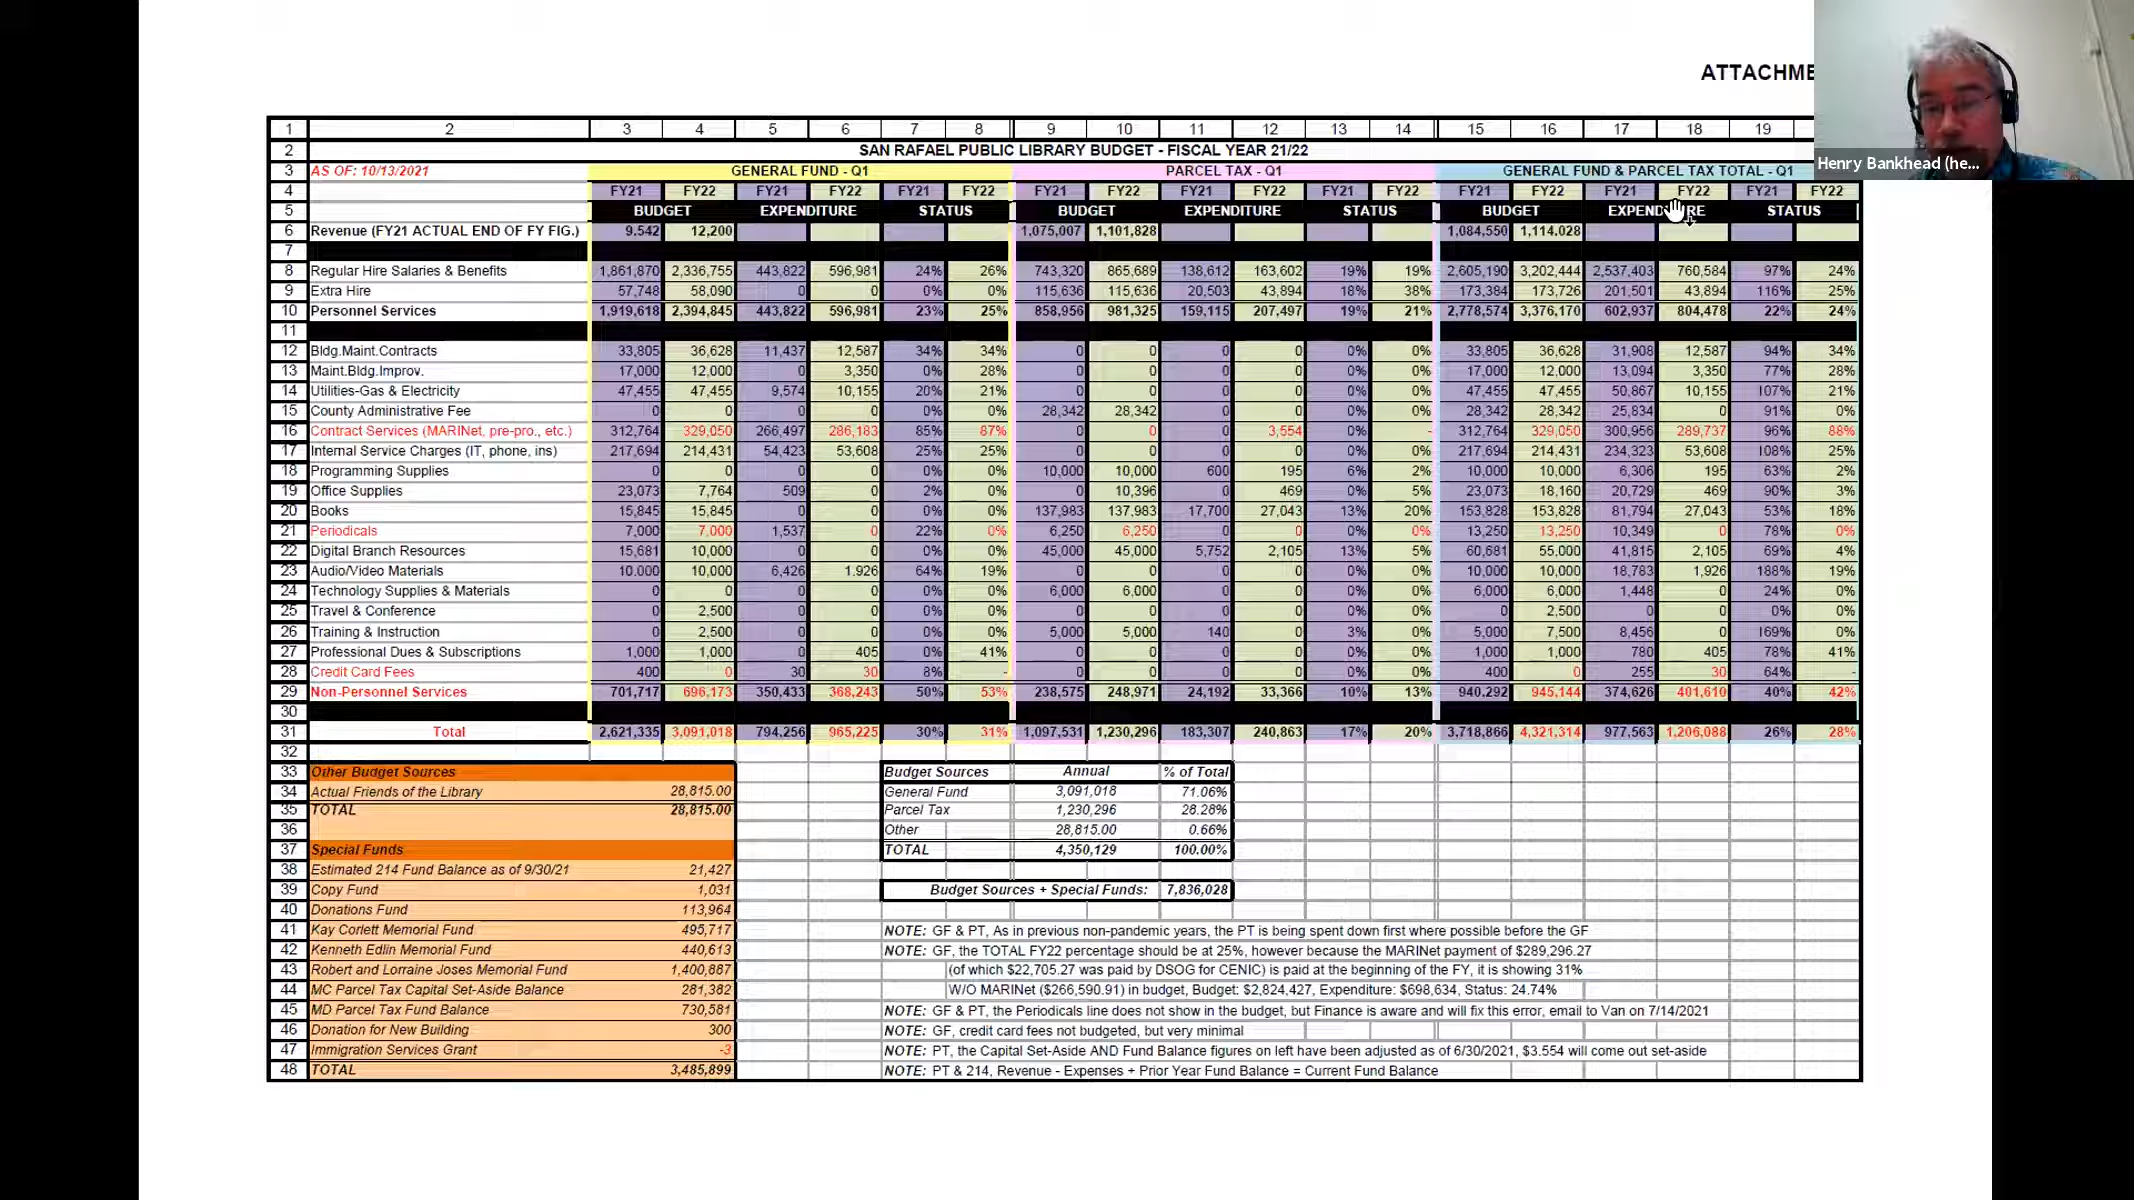 ATTACHME
Henry Bankhead (he...
1 2 3 4 5 6 7 8 9 10 11 12 13 14 15 16 17 18 19
2 SAN RAFAEL PUBLIC LIBRARY BUDGET - FISCAL YEAR 21/22
3 AS OF: 10/13/2021 GENERAL FUND - Q1 PARCEL TAX - Q1 GENERAL FUND & PARCEL TAX TOTAL - Q1
4 FY21 FY22 FY21 FY22 FY21 FY22 FY21 FY22 FY21 FY22 FY21 FY22 FY21 FY22 FY21 FY22 FY21 FY22
5 BUDGET EXPENDITURE STATUS BUDGET EXPENDITURE STATUS BUDGET EXPEND RE STATUS
6 Revenue (FY21 ACTUAL END OF FY FIG.) 9,542 12,200 1,075,007 1,101,828 1,084,550 1,114,028
7
8 Regular Hire Salaries & Benefits 1,861,870 2,336,755 443,822 596,981 24% 26% 743,320 865,689 138,612 163,602 19% 19% 2,605,190 3,202,444 2,537,403 760,584 97% 24%
9 Extra Hire 57,748 58,090 0 0 0% 0% 115,636 115,636 20,503 43,894 18% 38% 173,384 173,726 201,501 43,894 116% 25%
10 Personnel Services 1,919,618 2,394,845 443,822 596,981 23% 25% 858,956 981,325 159,115 207,497 19% 21% 2,778,574 3,376,170 602,937 804,478 22% 24%
11
12 Bldg.Maint.Contracts 33,805 36,628 11,437 12,587 34% 34% 0 0 0 0 0% 0% 33,805 36,628 31,908 12,587 94% 34%
13 Maint.Bldg.Improv. 17,000 12,000 0 3,350 0% 28% 0 0 0 0 0% 0% 17,000 12,000 13,094 3,350 77% 28%
14 Utilities-Gas & Electricity 47,455 47,455 9,574 10,155 20% 21% 0 0 0 0 0% 0% 47,455 47,455 50,867 10,155 107% 21%
15 County Administrative Fee 0 0 0 0 0% 0% 28,342 28,342 0 0 0% 0% 28,342 28,342 25,834 0 91% 0%
16 Contract Services (MARINet, pre-pro., etc.) 312,764 329,050 266,497 286,183 85% 87% 0 0 0 3,554 0% - 312,764 329,050 300,956 289,737 96% 88%
17 Internal Service Charges (IT, phone, ins) 217,694 214,431 54,423 53,608 25% 25% 0 0 0 0 0% 0% 217,694 214,431 234,323 53,608 108% 25%
18 Programming Supplies 0 0 0 0 0% 0% 10,000 10,000 600 195 6% 2% 10,000 10,000 6,306 195 63% 2%
19 Office Supplies 23,073 7,764 509 0 2% 0% 0 10,396 0 469 0% 5% 23,073 18,160 20,729 469 90% 3%
20 Books 15,845 15,845 0 0 0% 0% 137,983 137,983 17,700 27,043 13% 20% 153,828 153,828 81,794 27,043 53% 18%
21 Periodicals 7,000 7,000 1,537 0 22% 0% 6,250 6,250 0 0 0% 0% 13,250 13,250 10,349 0 78% 0%
22 Digital Branch Resources 15,681 10,000 0 0 0% 0% 45,000 45,000 5,752 2,105 13% 5% 60,681 55,000 41,815 2,105 69% 4%
23 Audio/Video Materials 10,000 10,000 6,426 1,926 64% 19% 0 0 0 0 0% 0% 10,000 10,000 18,783 1,926 188% 19%
24 Technology Supplies & Materials 0 0 0 0 0% 0% 6,000 6,000 0 0 0% 0% 6,000 6,000 1,448 0 24% 0%
25 Travel & Conference 0 2,500 0 0 0% 0% 0 0 0 0 0% 0% 0 2,500 0 0 0% 0%
26 Training & Instruction 0 2,500 0 0 0% 0% 5,000 5,000 140 0 3% 0% 5,000 7,500 8,456 0 169% 0%
27 Professional Dues & Subscriptions 1,000 1,000 0 405 0% 41% 0 0 0 0 0% 0% 1,000 1,000 780 405 78% 41%
28 Credit Card Fees 400 0 30 30 8% - 0 0 0 0 0% 0% 400 0 255 30 64% -
29 Non-Personnel Services 701,717 696,173 350,433 368,243 50% 53% 238,575 248,971 24,192 33,366 10% 13% 940,292 945,144 374,626 401,610 40% 42%
30
31 Total 2,621,335 3,091,018 794,256 965,225 30% 31% 1,097,531 1,230,296 183,307 240,863 17% 20% 3,718,866 4,321,314 977,563 1,206,088 26% 28%
32
33 Other Budget Sources Budget Sources Annual % of Total
34 Actual Friends of the Library 28,815.00 General Fund 3,091,018 71.06%
35 TOTAL 28,815.00 Parcel Tax 1,230,296 28.28%
36 Other 28,815.00 0.66%
37 Special Funds TOTAL 4,350,129 100.00%
38 Estimated 214 Fund Balance as of 9/30/21 21,427
39 Copy Fund 1,031 Budget Sources + Special Funds: 7,836,028
40 Donations Fund 113,964
41 Kay Corlett Memorial Fund 495,717 NOTE: GF & PT, As in previous non-pandemic years, the PT is being spent down first where possible before the GF
42 Kenneth Edlin Memorial Fund 440,613 NOTE: GF, the TOTAL FY22 percentage should be at 25%, however because the MARINet payment of $289,296.27
43 Robert and Lorraine Joses Memorial Fund 1,400,887 (of which $22,705.27 was paid by DSOG for CENIC) is paid at the beginning of the FY, it is showing 31%
44 MC Parcel Tax Capital Set-Aside Balance 281,382 W/O MARINet ($266,590.91) in budget, Budget: $2,824,427, Expenditure: $698,634, Status: 24.74%
45 MD Parcel Tax Fund Balance 730,581 NOTE: GF & PT, the Periodicals line does not show in the budget, but Finance is aware and will fix this error, email to Van on 7/14/2021
46 Donation for New Building 300 NOTE: GF, credit card fees not budgeted, but very minimal
47 Immigration Services Grant -3 NOTE: PT, the Capital Set-Aside AND Fund Balance figures on left have been adjusted as of 6/30/2021, $3.554 will come out set-aside
48 TOTAL 3,485,899 NOTE: PT & 214, Revenue - Expenses + Prior Year Fund Balance = Current Fund Balance